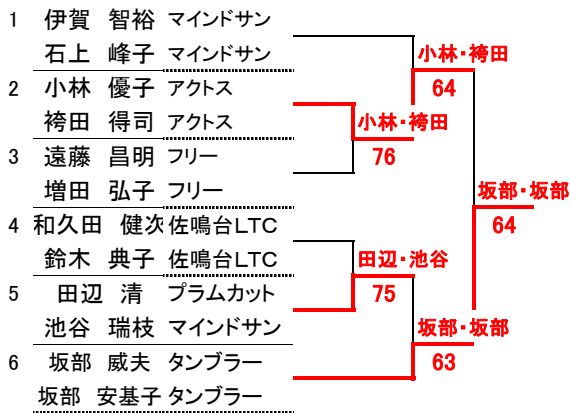 1 伊賀 智裕 マインドサン
石上 峰子 マインドサン
2 小林 優子 アクトス
袴田 得司 アクトス
3 遠藤 昌明 フリー
増田 弘子 フリー
4 和久田 健次 佐鳴台LTC
鈴木 典子 佐鳴台LTC
5 田辺 清 プラムカット
池谷 瑞枝 マインドサン
6 坂部 威夫 タンブラー
坂部 安基子 タンブラー
小林・袴田
76
田辺・池谷
75
小林・袴田
64
坂部・坂部
63
坂部・坂部
64